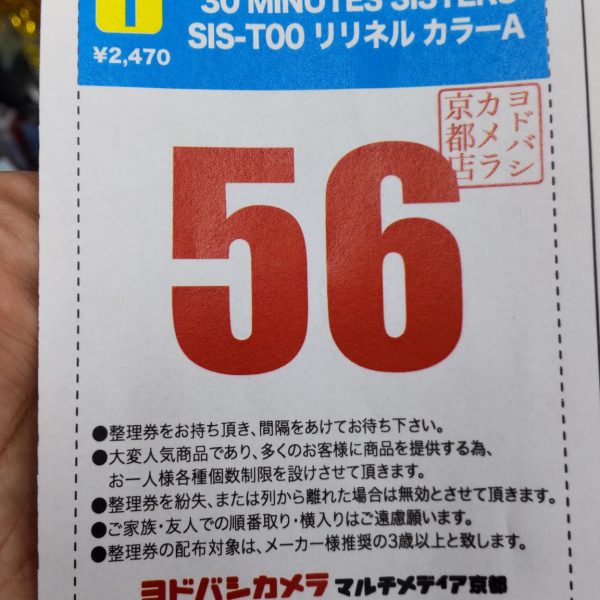 30 MINUTES SISTERS
SIS-T00 リリネル カラーA
1
¥2,470
ヨドバシ
カメラ
京都店
56
●整理券をお持ち頂き、間隔をあけてお待ち下さい。
●大変人気商品であり、多くのお客様に商品を提供する為、
お一人様各種個数制限を設けさせて頂きます。
●整理券を紛失、または列から離れた場合は無効とさせて頂きます。
●ご家族・友人での順番取り・横入りはご遠慮願います。
●整理券の配布対象は、メーカー様推奨の3歳以上と致します。
ヨドバシカメラ マルチメディア京都